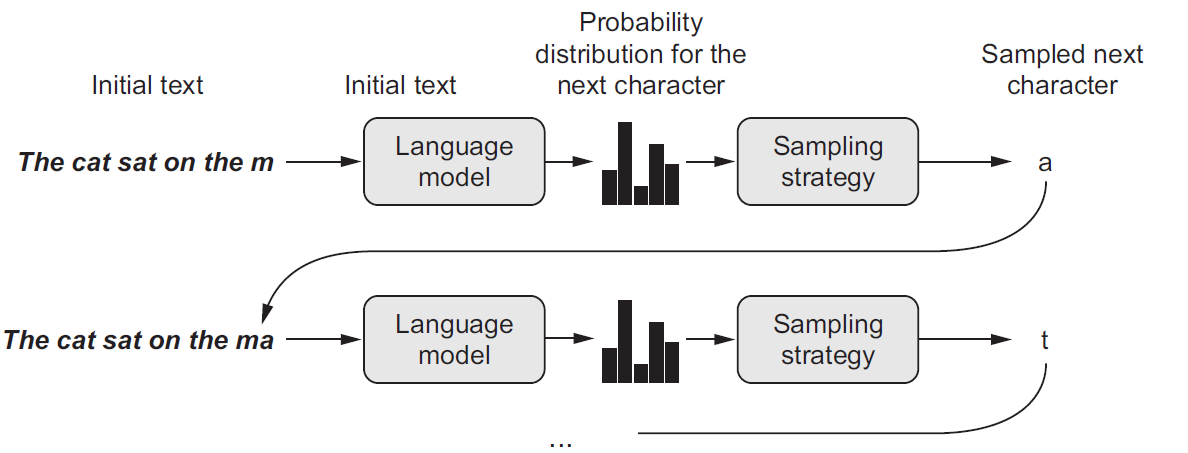 Initial text
Initial text
Probability
distribution for the
next character
Sampled next
character
The cat sat on the m
Language
model
Sampling
strategy
a
The cat sat on the ma
Language
model
Sampling
strategy
t
...